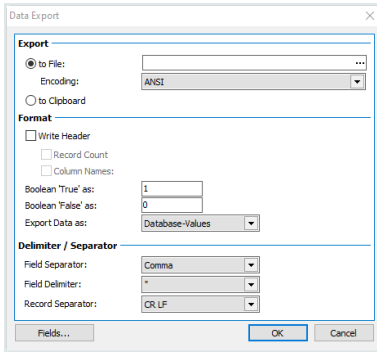 Data Export
Export
to File: ...
Encoding: ANSI
to Clipboard
Format
Write Header
Record Count
Column Names:
Boolean 'True' as: 1
Boolean 'False' as: 0
Export Data as: Database-Values
Delimiter / Separator
Field Separator: Comma
Field Delimiter: "
Record Separator: CR LF
Fields... OK Cancel